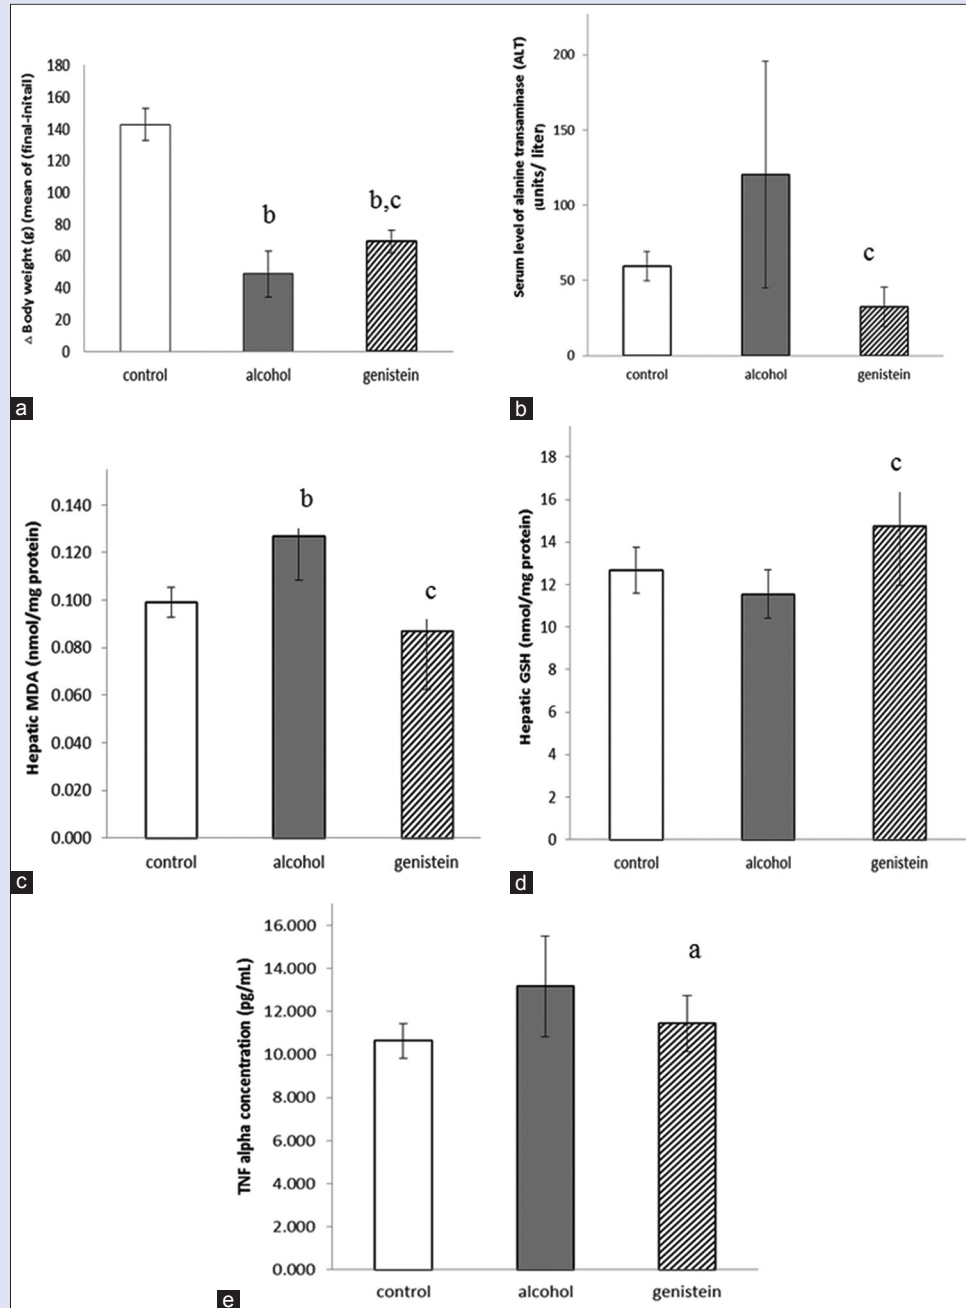 △ Body weight (g) (mean of (final-initail)
180
160
140
120
100
80
60
40
20
0
b
b,c
control alcohol genistein
a
Serum level of alanine transaminase (ALT)
(units/ liter)
200
150
100
50
0
c
control alcohol genistein
b
Hepatic MDA (nmol/mg protein)
0.140
0.120
0.100
0.080
0.060
0.040
0.020
0.000
b
c
control alcohol genistein
c
Hepatic GSH (nmol/mg protein)
18
16
14
12
10
8
6
4
2
0
c
control alcohol genistein
d
TNF alpha concentration (pg/mL)
16.000
14.000
12.000
10.000
8.000
6.000
4.000
2.000
0.000
a
control alcohol genistein
e